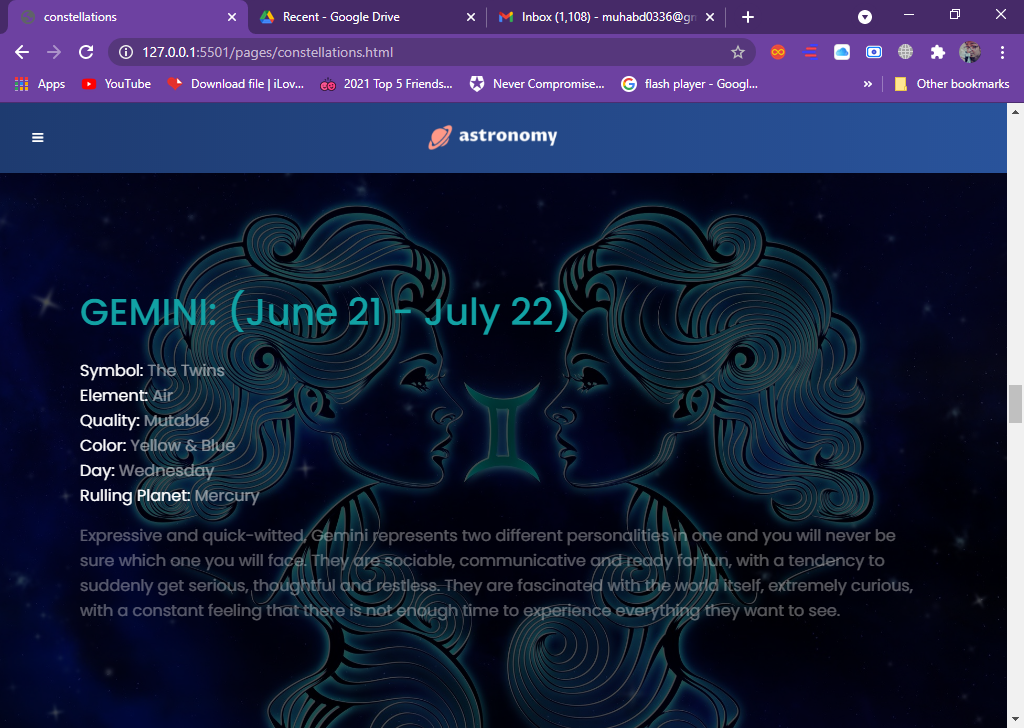 constellations
Recent - Google Drive
Inbox (1,108) - muhabd0336@gm
127.0.0.1:5501/pages/constellations.html
Apps
YouTube
Download file | iLov...
2021 Top 5 Friends...
Never Compromise...
flash player - Googl...
»
Other bookmarks
astronomy
GEMINI: (June 21 - July 22)
Symbol: The Twins
Element: Air
Quality: Mutable
Color: Yellow & Blue
Day: Wednesday
Rulling Planet: Mercury
Expressive and quick-witted, Gemini represents two different personalities in one and you will never be
sure which one you will face. They are sociable, communicative and ready for fun, with a tendency to
suddenly get serious, thoughtful and restless. They are fascinated with the world itself, extremely curious,
with a constant feeling that there is not enough time to experience everything they want to see.